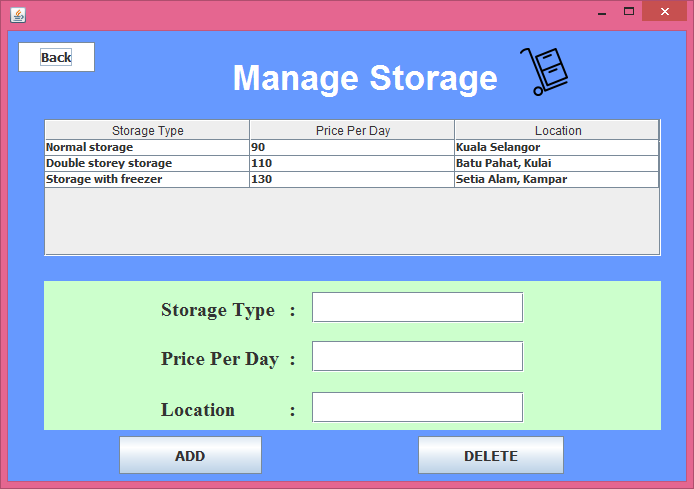 Back
Manage Storage
Storage Type Price Per Day Location
Normal storage 90 Kuala Selangor
Double storey storage 110 Batu Pahat, Kulai
Storage with freezer 130 Setia Alam, Kampar
Storage Type :
Price Per Day :
Location :
ADD DELETE